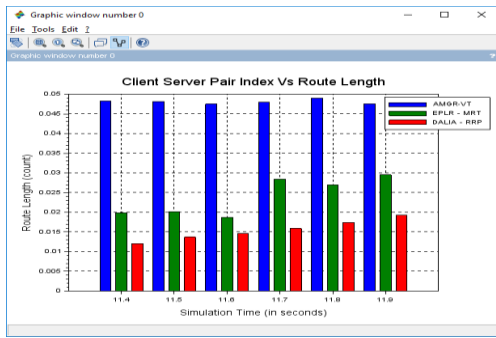 Graphic window number 0
File Tools Edit ?
Graphic window number 0 ?
Client Server Pair Index Vs Route Length
AMGR-VT
EPLR - MRT
DALIA - RRP
Route Length (count)
0.05
0.045
0.04
0.035
0.03
0.025
0.02
0.015
0.01
0.005
0
11.4 11.5 11.6 11.7 11.8 11.9
Simulation Time (in seconds)